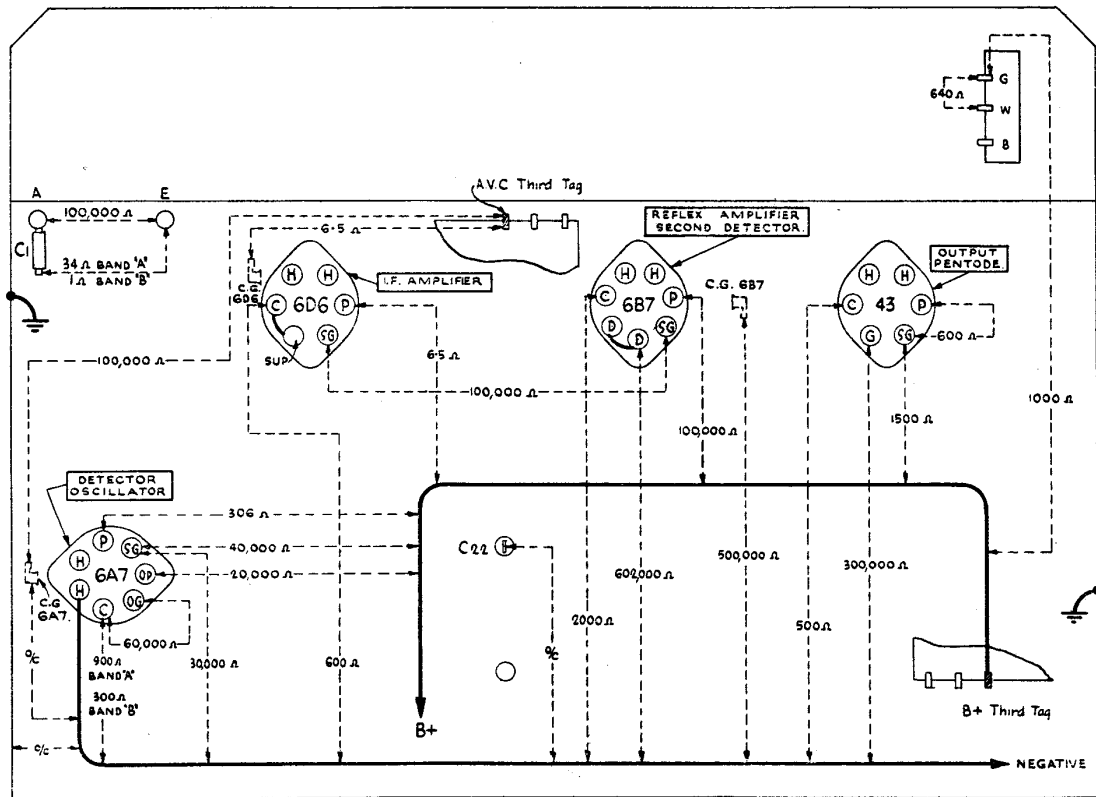 G
W
B
640 Ω
A
E
100,000 Ω
C1
34 Ω BAND "A"
1 Ω BAND "B"
A.V.C Third Tag
6·5 Ω
C.G.
6D6
H H
C 6D6 P
SUP
SG
I.F. AMPLIFIER
REFLEX AMPLIFIER
SECOND DETECTOR.
H H
C 6B7 P
D D SG
C.G. 6B7
OUTPUT
PENTODE.
H H
C 43 P
G SG
600 Ω
100,000 Ω
6·5 Ω
100,000 Ω
100,000 Ω
1500 Ω
1000 Ω
DETECTOR
OSCILLATOR
P
SG
H
6A7
OP
H
C
OG
C.G
6A7.
306 Ω
40,000 Ω
20,000 Ω
60,000 Ω
C22
500,000 Ω
602,000 Ω
300,000 Ω
2000 Ω
500 Ω
O/C
O/C
O/C
900 Ω
BAND "A"
300 Ω
BAND "B"
30,000 Ω
600 Ω
B+
B+ Third Tag
NEGATIVE